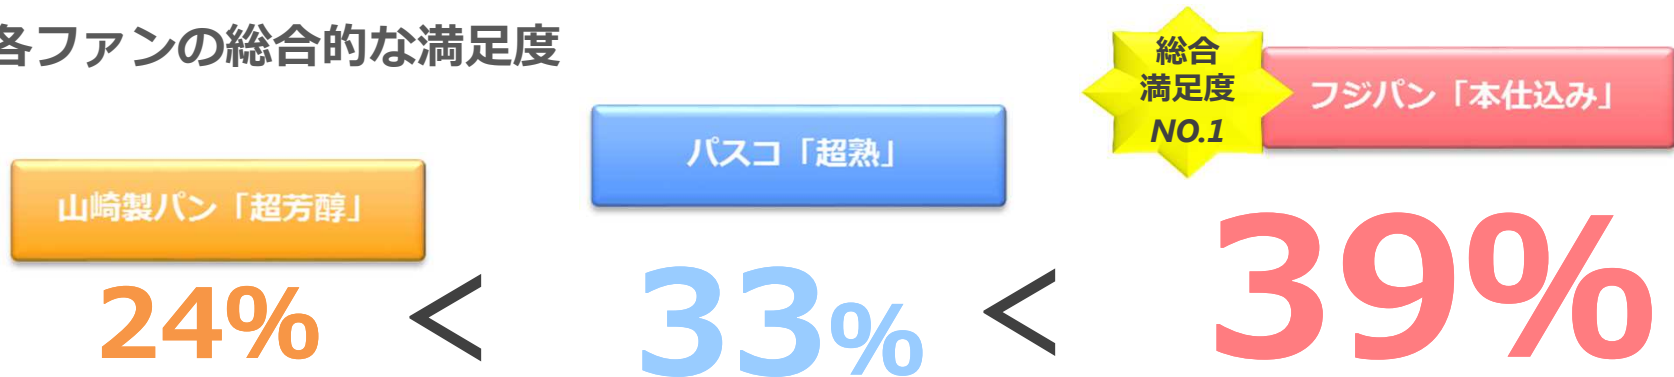 各ファンの総合的な満足度
総合
満足度
NO.1
フジパン「本仕込み」
パスコ「超熟」
山崎製パン「超芳醇」
24%
<
33%
<
39%